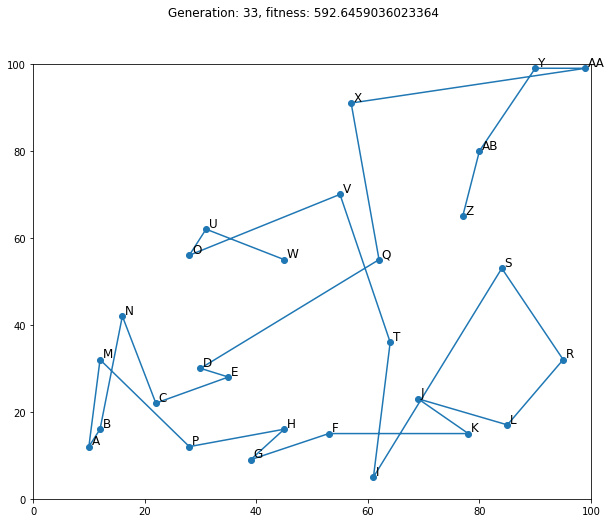 Generation: 33, fitness: 592.6459036023364
100
80
60
40
20
0
0
20
40
60
80
100
Y
AA
X
AB
V
Z
U
O
W
Q
S
N
T
M
R
D
E
C
J
B
H
L
A
P
F
K
G
I